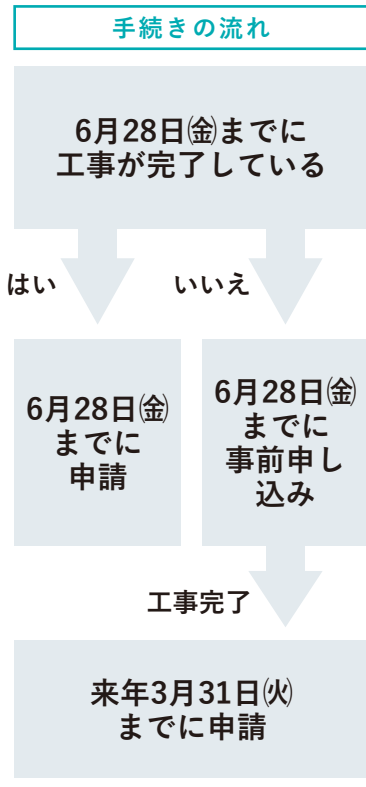 手続きの流れ
6月28日㈮までに
工事が完了している
はい
いいえ
6月28日㈮
までに
申請
6月28日㈮
までに
事前申し
込み
工事完了
来年3月31日㈫
までに申請